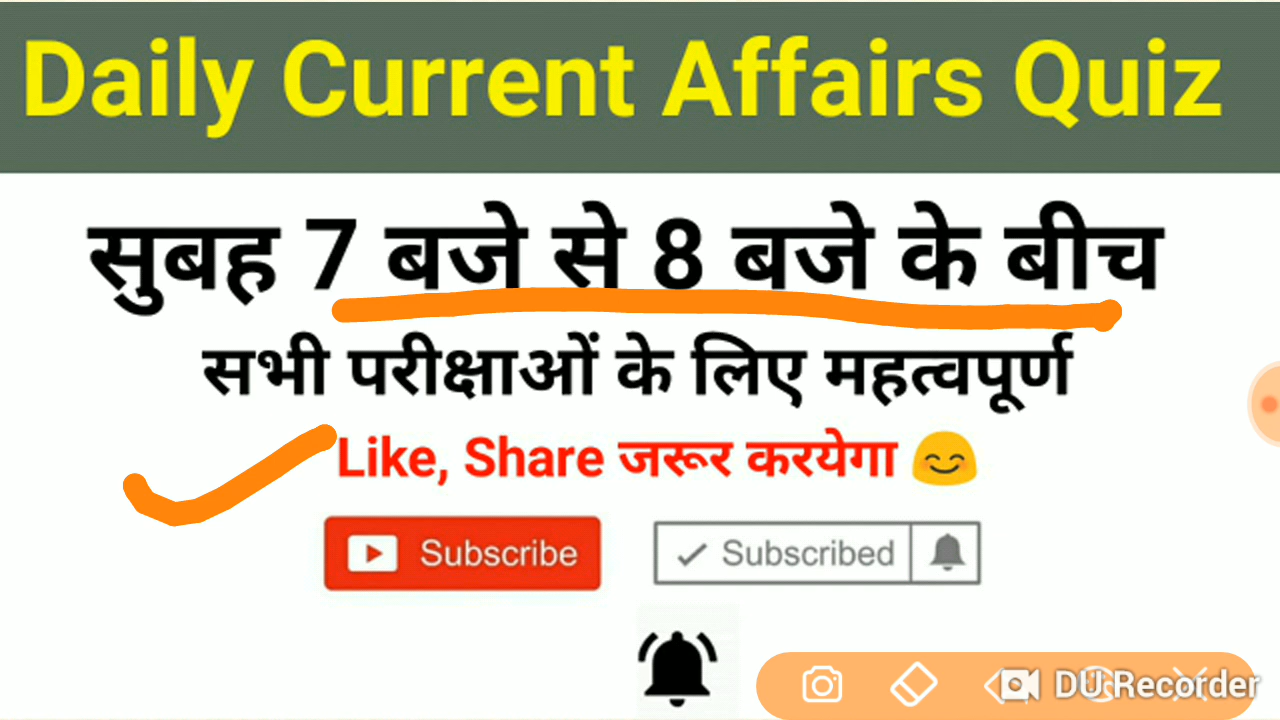 Daily Current Affairs Quiz
सुबह 7 बजे से 8 बजे के बीच
सभी परीक्षाओं के लिए महत्वपूर्ण
Like, Share जरूर करयेगा
Subscribe
Subscribed
DU Recorder